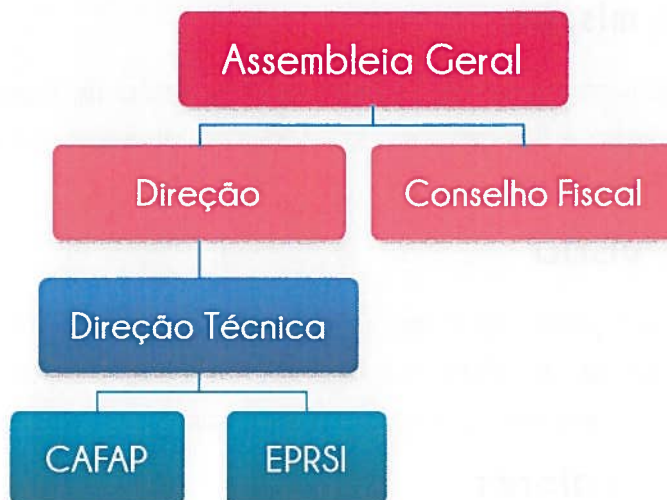 Assembleia Geral
Direção
Conselho Fiscal
Direção Técnica
CAFAP
EPRSI